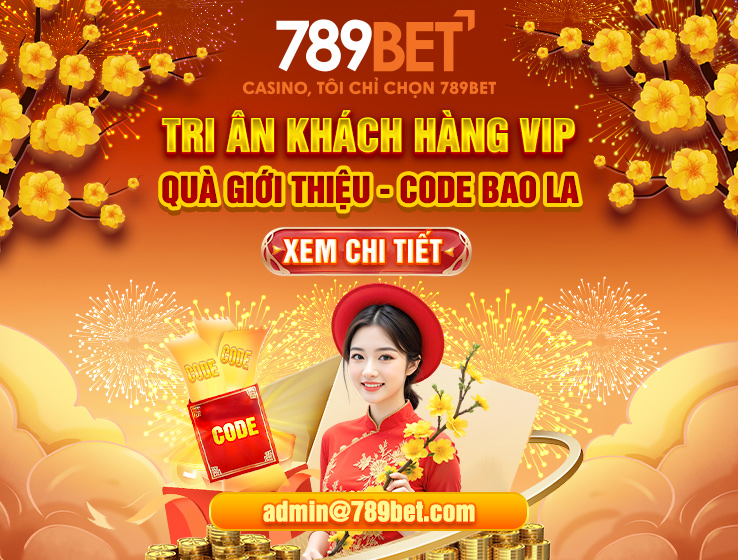 789BET
CASINO, TÔI CHỈ CHỌN 789BET
TRI ÂN KHÁCH HÀNG VIP
QUÀ GIỚI THIỆU - CODE BAO LA
XEM CHI TIẾT
CODE
CODE
CODE
admin@789bet.com